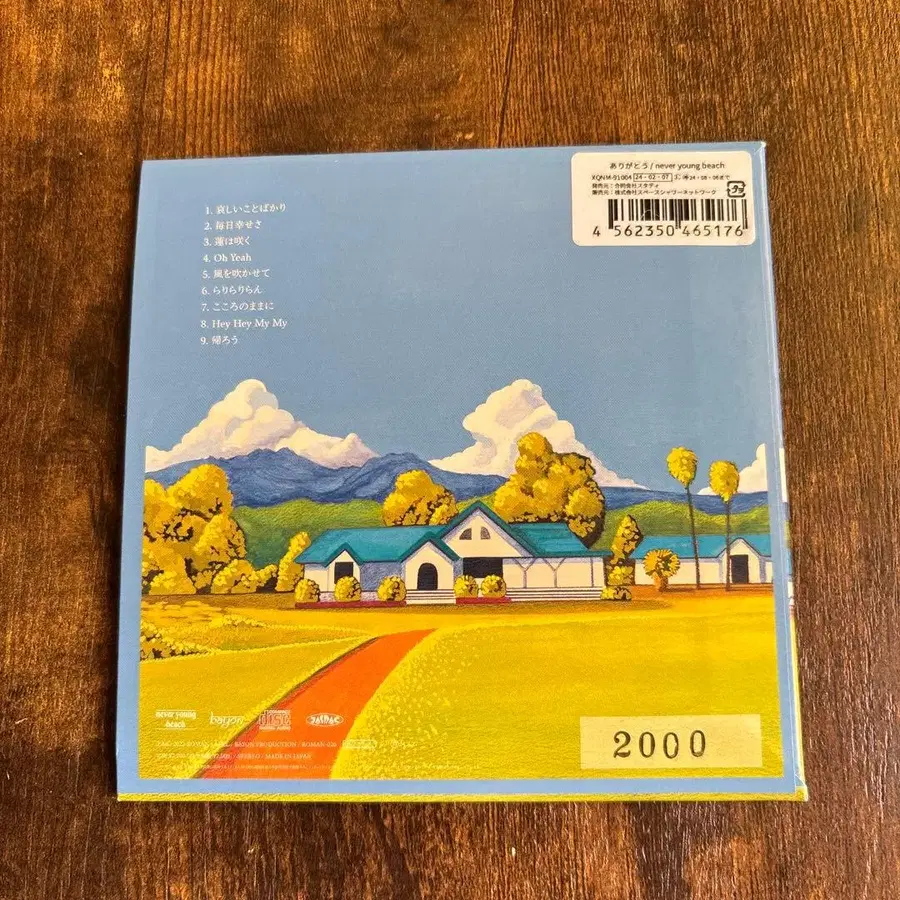 ありがとう / never young beach
XQNM-91004 24・02・07
発売元:合同会社スタディ
販売元:株式会社スペースシャワーネットワーク
4 562350 465176
1. 哀しいことばかり
2. 毎日幸せさ
3. 蓮は咲く
4. Oh Yeah
5. 風を吹かせて
6. らりらりらん
7. こころのままに
8. Hey Hey My My
9. 帰ろう
never young beach
bayon
DISC
MADE IN JAPAN
2000